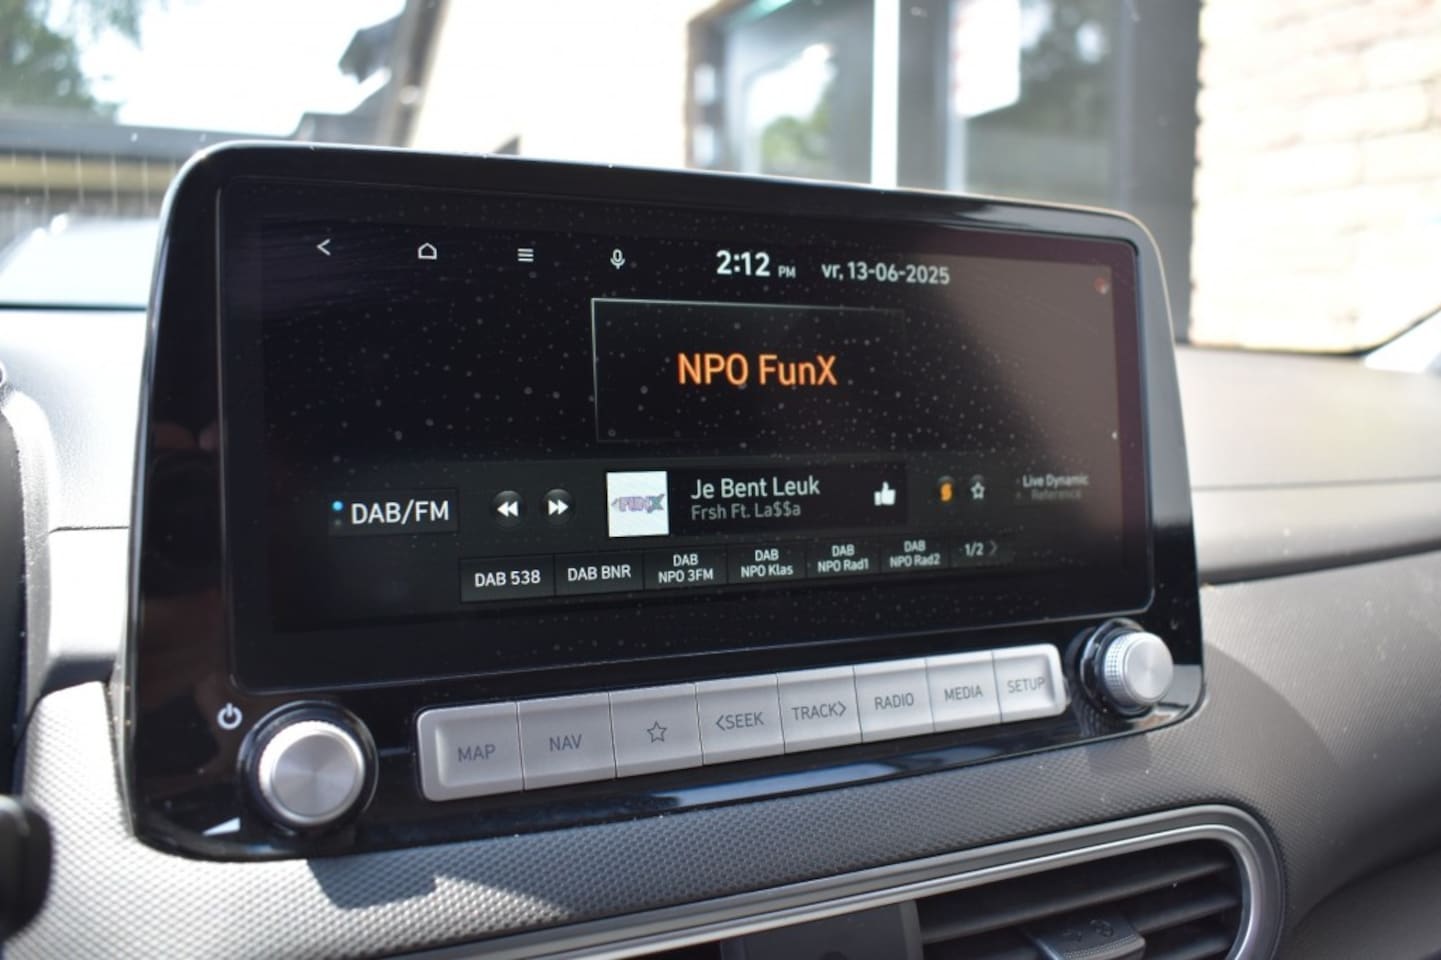 2:12 PM vr, 13-06-2025
NPO FunX
DAB/FM
FUNX
Je Bent Leuk
Frsh Ft. La$$a
Live Dynamic
Reference
DAB 538
DAB BNR
DAB
NPO 3FM
DAB
NPO Klas
DAB
NPO Rad1
DAB
NPO Rad2
1/2 >
MAP
NAV
<SEEK
TRACK>
RADIO
MEDIA
SETUP